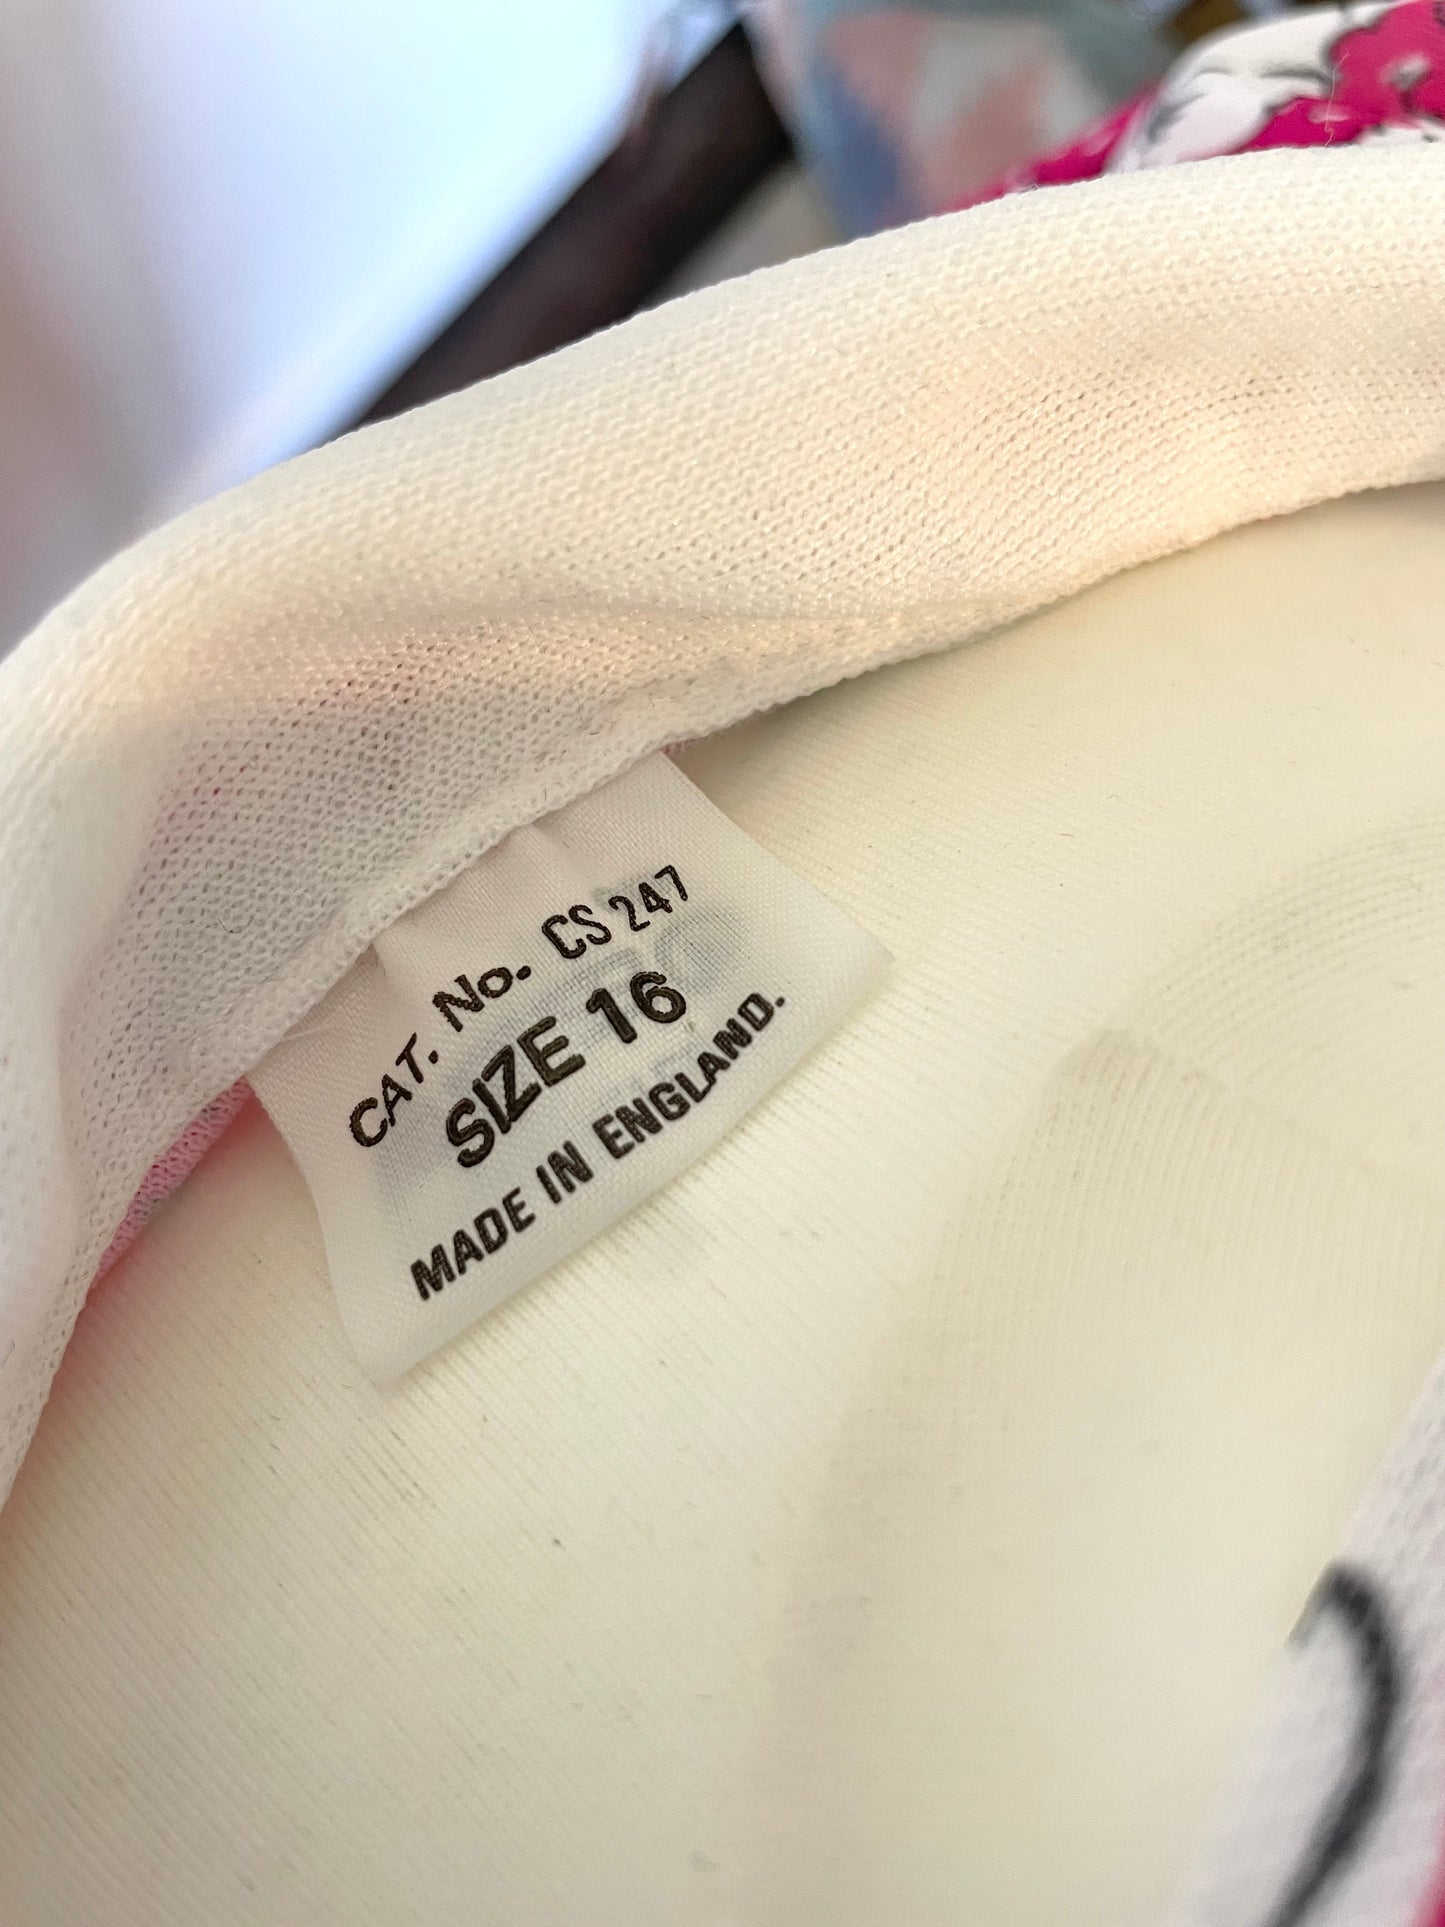 CAT. No. CS 247
SIZE 16
MADE IN ENGLAND.